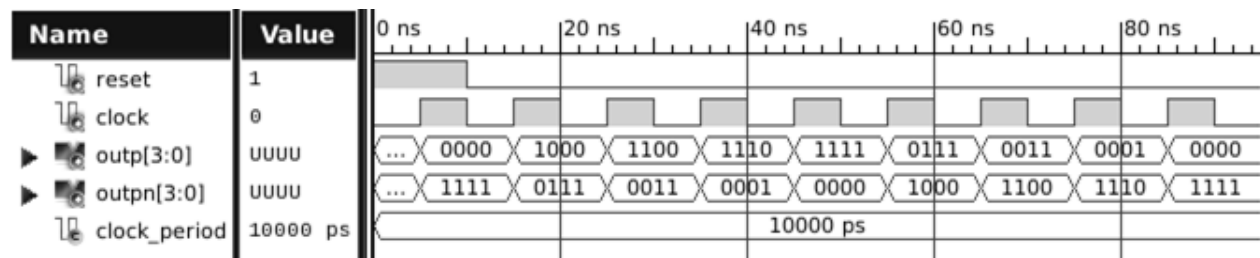 Name Value 0 ns 20 ns 40 ns 60 ns 80 ns
reset 1
clock 0
outp[3:0] UUUU ... 0000 1000 1100 1110 1111 0111 0011 0001 0000
outpn[3:0] UUUU ... 1111 0111 0011 0001 0000 1000 1100 1110 1111
clock_period 10000 ps 10000 ps